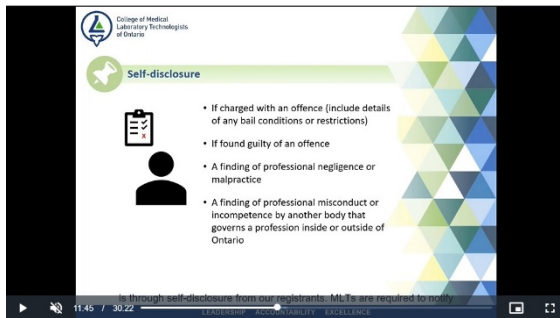 College of Medical
Laboratory Technologists
of Ontario
Self-disclosure
• If charged with an offence (include details
of any bail conditions or restrictions)
• If found guilty of an offence
• A finding of professional negligence or
malpractice
• A finding of professional misconduct or
incompetence by another body that
governs a profession inside or outside of
Ontario
is through self-disclosure from our registrants. MLTs are required to notify
11.45 / 30.22
LEADERSHIP ACCOUNTABILITY EXCELLENCE